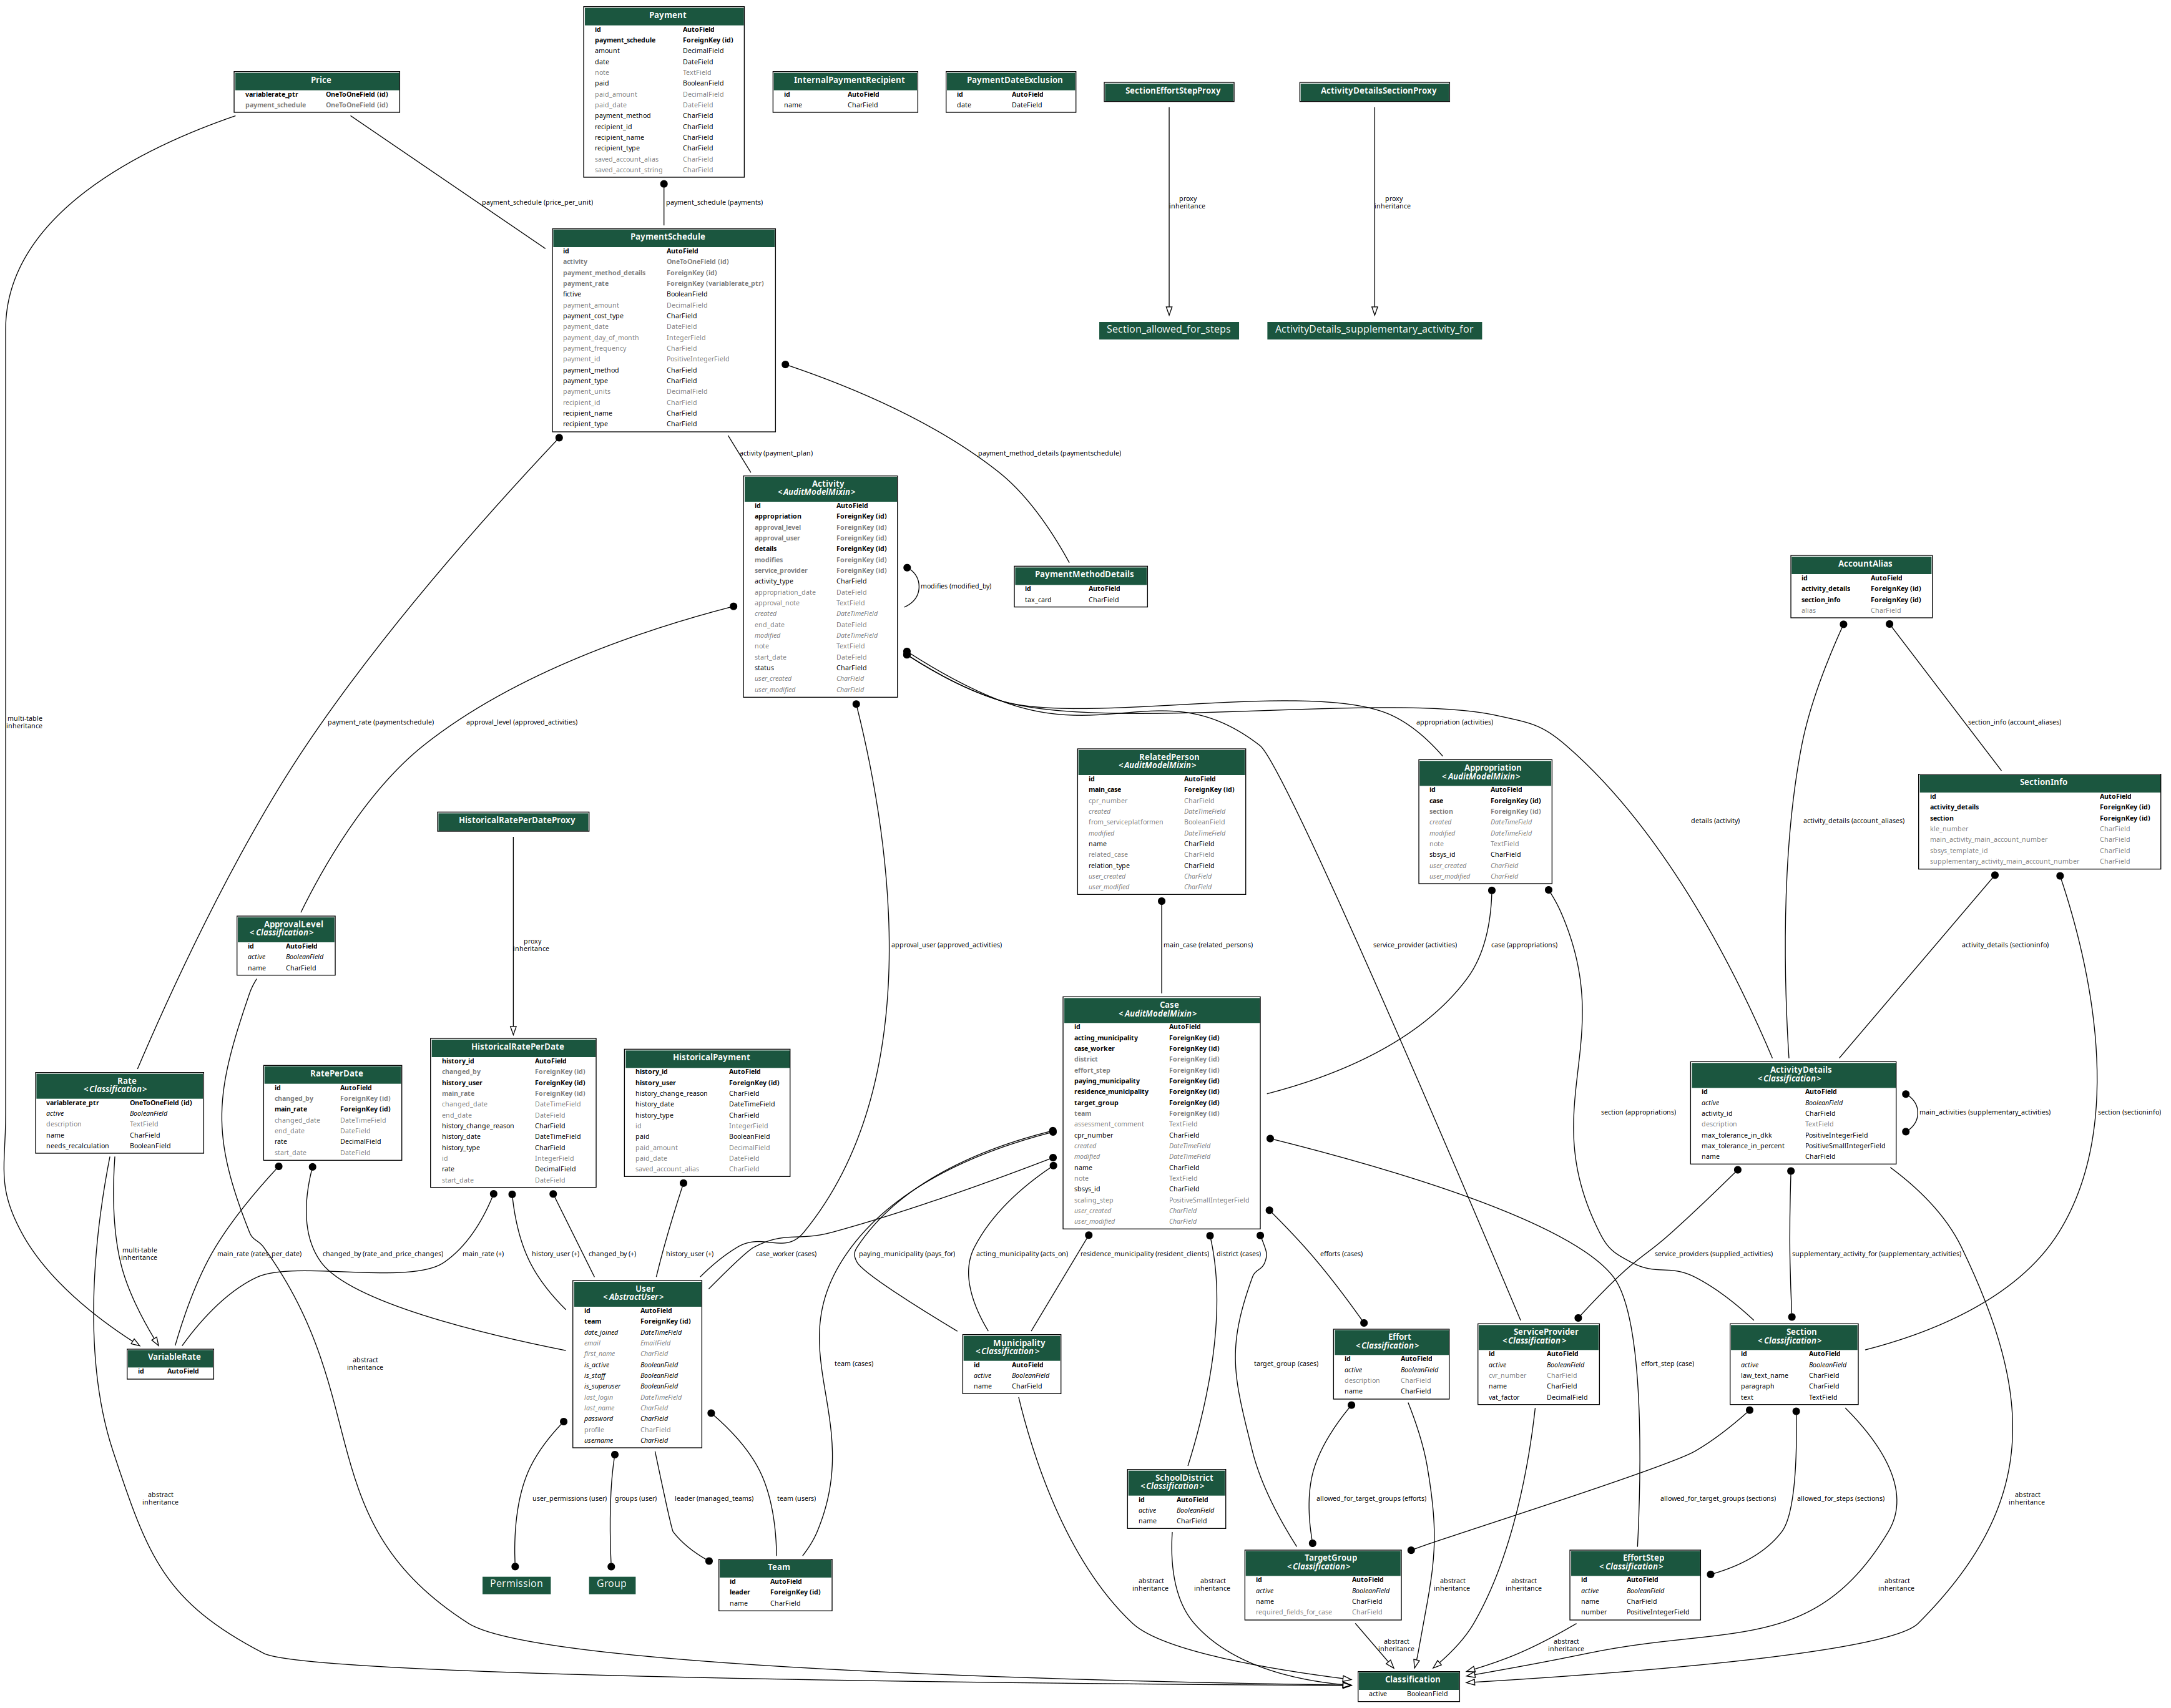 Payment
id AutoField
payment_schedule ForeignKey (id)
amount DecimalField
date DateField
note TextField
paid BooleanField
paid_amount DecimalField
paid_date DateField
payment_method CharField
recipient_id CharField
recipient_name CharField
recipient_type CharField
saved_account_alias CharField
saved_account_string CharField
Price
variablerate_ptr OneToOneField (id)
payment_schedule OneToOneField (id)
InternalPaymentRecipient
id AutoField
name CharField
PaymentDateExclusion
id AutoField
date DateField
SectionEffortStepProxy
ActivityDetailsSectionProxy
payment_schedule (price_per_unit)
payment_schedule (payments)
proxy
inheritance
proxy
inheritance
PaymentSchedule
id AutoField
activity OneToOneField (id)
payment_method_details ForeignKey (id)
payment_rate ForeignKey (variablerate_ptr)
fictive BooleanField
payment_amount DecimalField
payment_cost_type CharField
payment_date DateField
payment_day_of_month IntegerField
payment_frequency CharField
payment_id PositiveIntegerField
payment_method CharField
payment_type CharField
payment_units DecimalField
recipient_id CharField
recipient_name CharField
recipient_type CharField
Section_allowed_for_steps
ActivityDetails_supplementary_activity_for
activity (payment_plan)
payment_method_details (paymentschedule)
Activity
<AuditModelMixin>
id AutoField
appropriation ForeignKey (id)
approval_level ForeignKey (id)
approval_user ForeignKey (id)
details ForeignKey (id)
modifies ForeignKey (id)
service_provider ForeignKey (id)
activity_type CharField
appropriation_date DateField
approval_note TextField
created DateTimeField
end_date DateField
modified DateTimeField
note TextField
start_date DateField
status CharField
user_created CharField
user_modified CharField
modifies (modified_by)
PaymentMethodDetails
id AutoField
tax_card CharField
AccountAlias
id AutoField
activity_details ForeignKey (id)
section_info ForeignKey (id)
alias CharField
multi-table
inheritance
payment_rate (paymentschedule)
approval_level (approved_activities)
appropriation (activities)
section_info (account_aliases)
RelatedPerson
<AuditModelMixin>
id AutoField
main_case ForeignKey (id)
cpr_number CharField
created DateTimeField
from_serviceplatformen BooleanField
modified DateTimeField
name CharField
related_case CharField
relation_type CharField
user_created CharField
user_modified CharField
Appropriation
<AuditModelMixin>
id AutoField
case ForeignKey (id)
section ForeignKey (id)
created DateTimeField
modified DateTimeField
note TextField
sbsys_id CharField
user_created CharField
user_modified CharField
SectionInfo
id AutoField
activity_details ForeignKey (id)
section ForeignKey (id)
kle_number CharField
main_activity_main_account_number CharField
sbsys_template_id CharField
supplementary_activity_main_account_number CharField
HistoricalRatePerDateProxy
details (activity)
activity_details (account_aliases)
ApprovalLevel
<Classification>
id AutoField
active BooleanField
name CharField
proxy
inheritance
approval_user (approved_activities)
main_case (related_persons)
service_provider (activities)
case (appropriations)
activity_details (sectioninfo)
Case
<AuditModelMixin>
id AutoField
acting_municipality ForeignKey (id)
case_worker ForeignKey (id)
district ForeignKey (id)
effort_step ForeignKey (id)
paying_municipality ForeignKey (id)
residence_municipality ForeignKey (id)
target_group ForeignKey (id)
team ForeignKey (id)
assessment_comment TextField
cpr_number CharField
created DateTimeField
modified DateTimeField
name CharField
note TextField
sbsys_id CharField
scaling_step PositiveSmallIntegerField
user_created CharField
user_modified CharField
Rate
<Classification>
variablerate_ptr OneToOneField (id)
active BooleanField
description TextField
name CharField
needs_recalculation BooleanField
RatePerDate
id AutoField
changed_by ForeignKey (id)
main_rate ForeignKey (id)
changed_date DateTimeField
end_date DateField
rate DecimalField
start_date DateField
HistoricalRatePerDate
history_id AutoField
changed_by ForeignKey (id)
history_user ForeignKey (id)
main_rate ForeignKey (id)
changed_date DateTimeField
end_date DateField
history_change_reason CharField
history_date DateTimeField
history_type CharField
id IntegerField
rate DecimalField
start_date DateField
HistoricalPayment
history_id AutoField
history_user ForeignKey (id)
history_change_reason CharField
history_date DateTimeField
history_type CharField
id IntegerField
paid BooleanField
paid_amount DecimalField
paid_date DateField
saved_account_alias CharField
section (appropriations)
ActivityDetails
<Classification>
id AutoField
active BooleanField
activity_id CharField
description TextField
max_tolerance_in_dkk PositiveIntegerField
max_tolerance_in_percent PositiveSmallIntegerField
name CharField
main_activities (supplementary_activities)
section (sectioninfo)
multi-table
inheritance
main_rate (rates_per_date)
changed_by (rate_and_price_changes)
main_rate (+)
history_user (+)
changed_by (+)
history_user (+)
case_worker (cases)
paying_municipality (pays_for)
acting_municipality (acts_on)
residence_municipality (resident_clients)
district (cases)
efforts (cases)
service_providers (supplied_activities)
supplementary_activity_for (supplementary_activities)
VariableRate
id AutoField
abstract
inheritance
User
<AbstractUser>
id AutoField
team ForeignKey (id)
date_joined DateTimeField
email EmailField
first_name CharField
is_active BooleanField
is_staff BooleanField
is_superuser BooleanField
last_login DateTimeField
last_name CharField
password CharField
profile CharField
username CharField
team (cases)
Municipality
<Classification>
id AutoField
active BooleanField
name CharField
target_group (cases)
Effort
<Classification>
id AutoField
active BooleanField
description CharField
name CharField
ServiceProvider
<Classification>
id AutoField
active BooleanField
cvr_number CharField
name CharField
vat_factor DecimalField
effort_step (case)
Section
<Classification>
id AutoField
active BooleanField
law_text_name CharField
paragraph CharField
text TextField
abstract
inheritance
user_permissions (user)
groups (user)
leader (managed_teams)
team (users)
SchoolDistrict
<Classification>
id AutoField
active BooleanField
name CharField
allowed_for_target_groups (efforts)
allowed_for_target_groups (sections)
allowed_for_steps (sections)
abstract
inheritance
Permission
Group
Team
id AutoField
leader ForeignKey (id)
name CharField
abstract
inheritance
abstract
inheritance
TargetGroup
<Classification>
id AutoField
active BooleanField
name CharField
required_fields_for_case CharField
abstract
inheritance
abstract
inheritance
EffortStep
<Classification>
id AutoField
active BooleanField
name CharField
number PositiveIntegerField
abstract
inheritance
abstract
inheritance
abstract
inheritance
Classification
active BooleanField